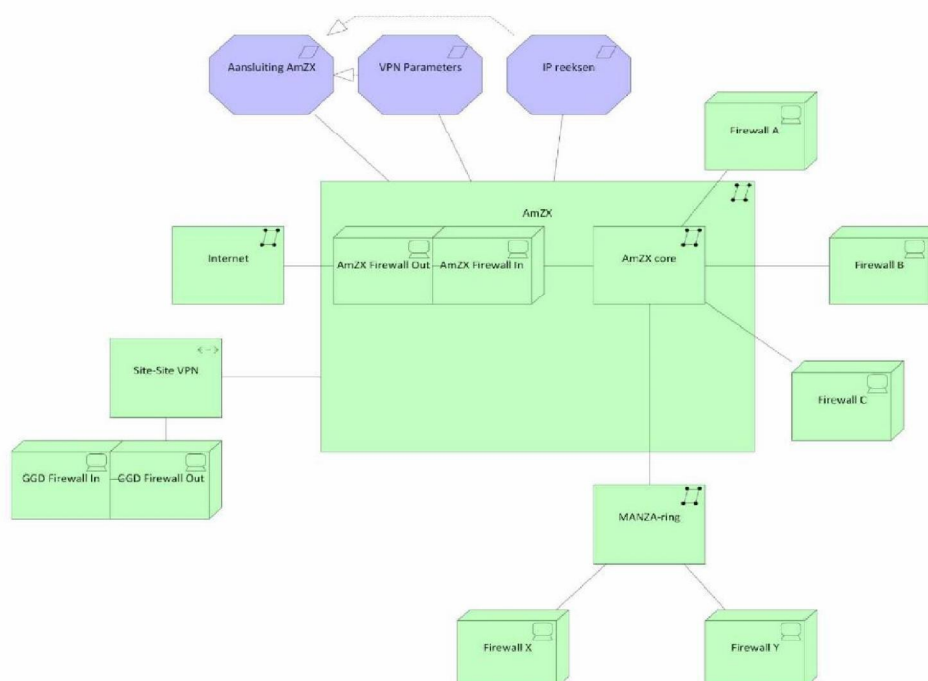 Aansluiting AmZX
VPN Parameters
IP reeksen
Firewall A
AmZX
Internet
AmZX Firewall Out
AmZX Firewall In
AmZX core
Firewall B
Site-Site VPN
Firewall C
GGD Firewall In
GGD Firewall Out
MANZA-ring
Firewall X
Firewall Y